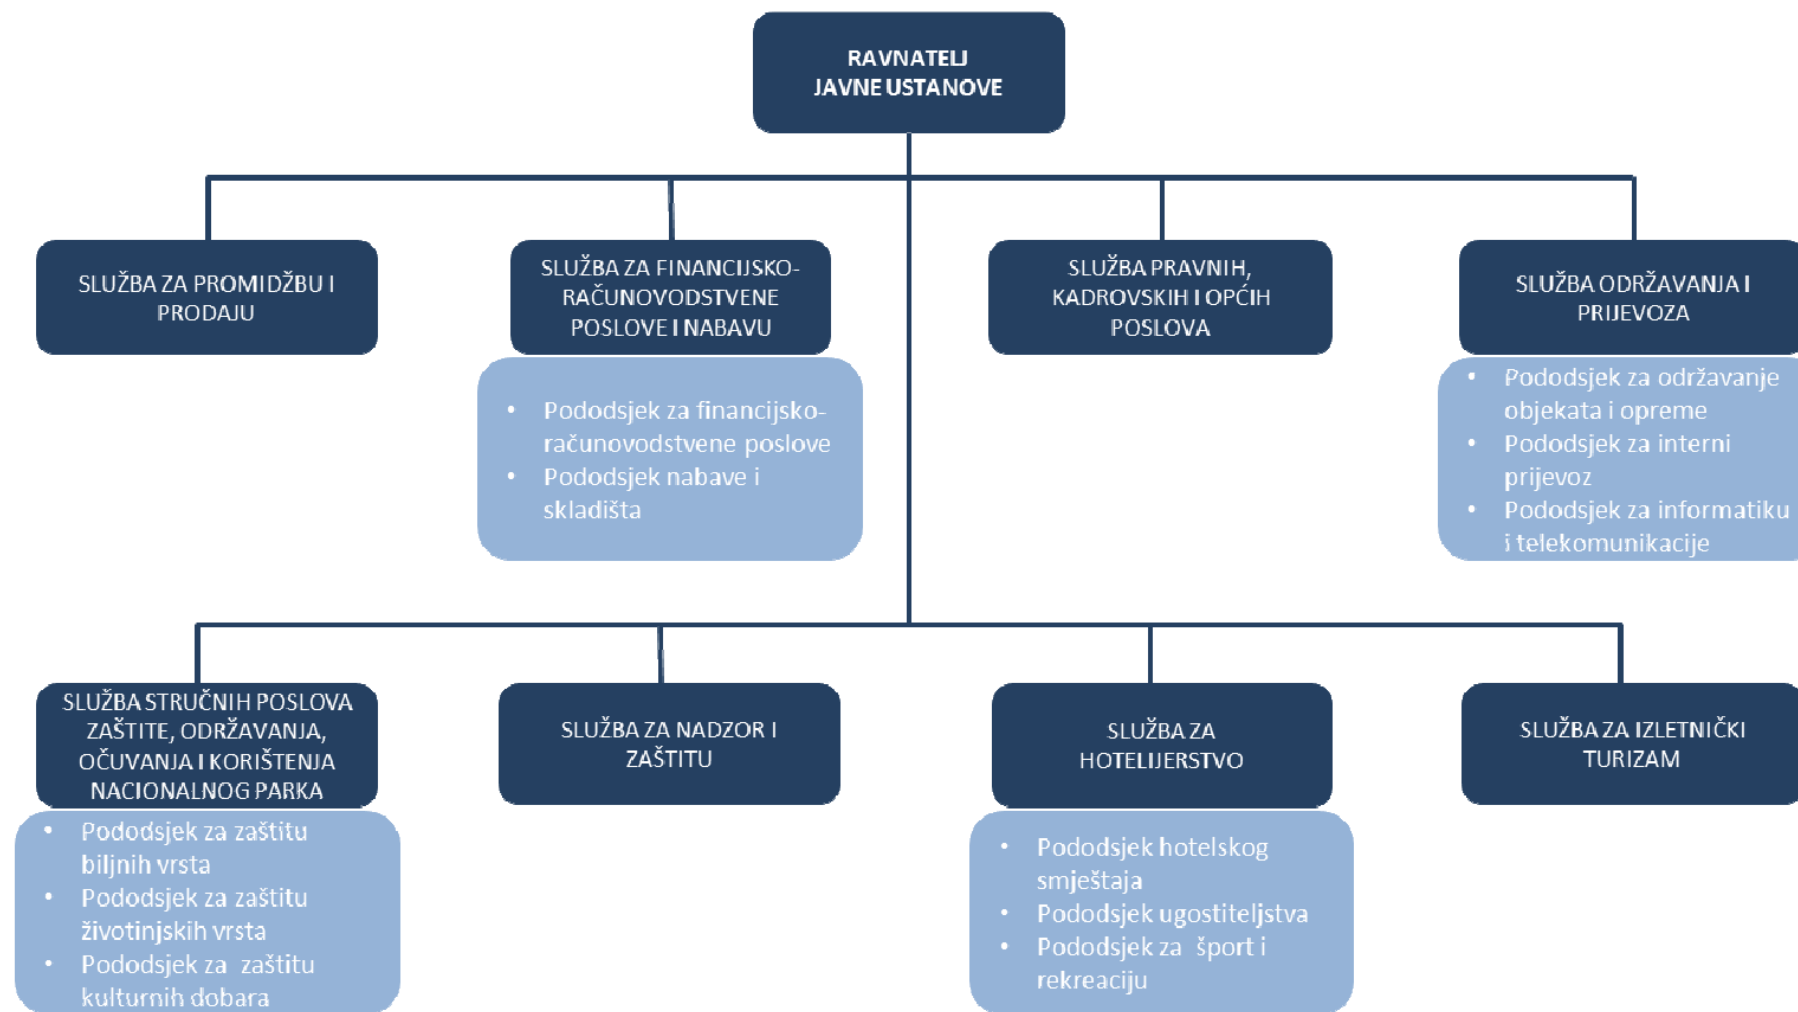 RAVNATELJ
JAVNE USTANOVE
SLUŽBA ZA PROMIDŽBU I
PRODAJU
SLUŽBA ZA FINANCIJSKO-
RAČUNOVODSTVENE
POSLOVE I NABAVU
• Pododsjek za financijsko-
računovodstvene poslove
• Pododsjek nabave i
skladišta
SLUŽBA PRAVNIH,
KADROVSKIH I OPĆIH
POSLOVA
SLUŽBA ODRŽAVANJA I
PRIJEVOZA
• Pododsjek za održavanje
objekata i opreme
• Pododsjek za interni
prijevoz
• Pododsjek za informatiku
i telekomunikacije
SLUŽBA STRUČNIH POSLOVA
ZAŠTITE, ODRŽAVANJA,
OČUVANJA I KORIŠTENJA
NACIONALNOG PARKA
• Pododsjek za zaštitu
biljnih vrsta
• Pododsjek za zaštitu
životinjskih vrsta
• Pododsjek za zaštitu
kulturnih dobara
SLUŽBA ZA NADZOR I
ZAŠTITU
SLUŽBA ZA
HOTELIJERSTVO
• Pododsjek hotelskog
smještaja
• Pododsjek ugostiteljstva
• Pododsjek za šport i
rekreaciju
SLUŽBA ZA IZLETNIČKI
TURIZAM